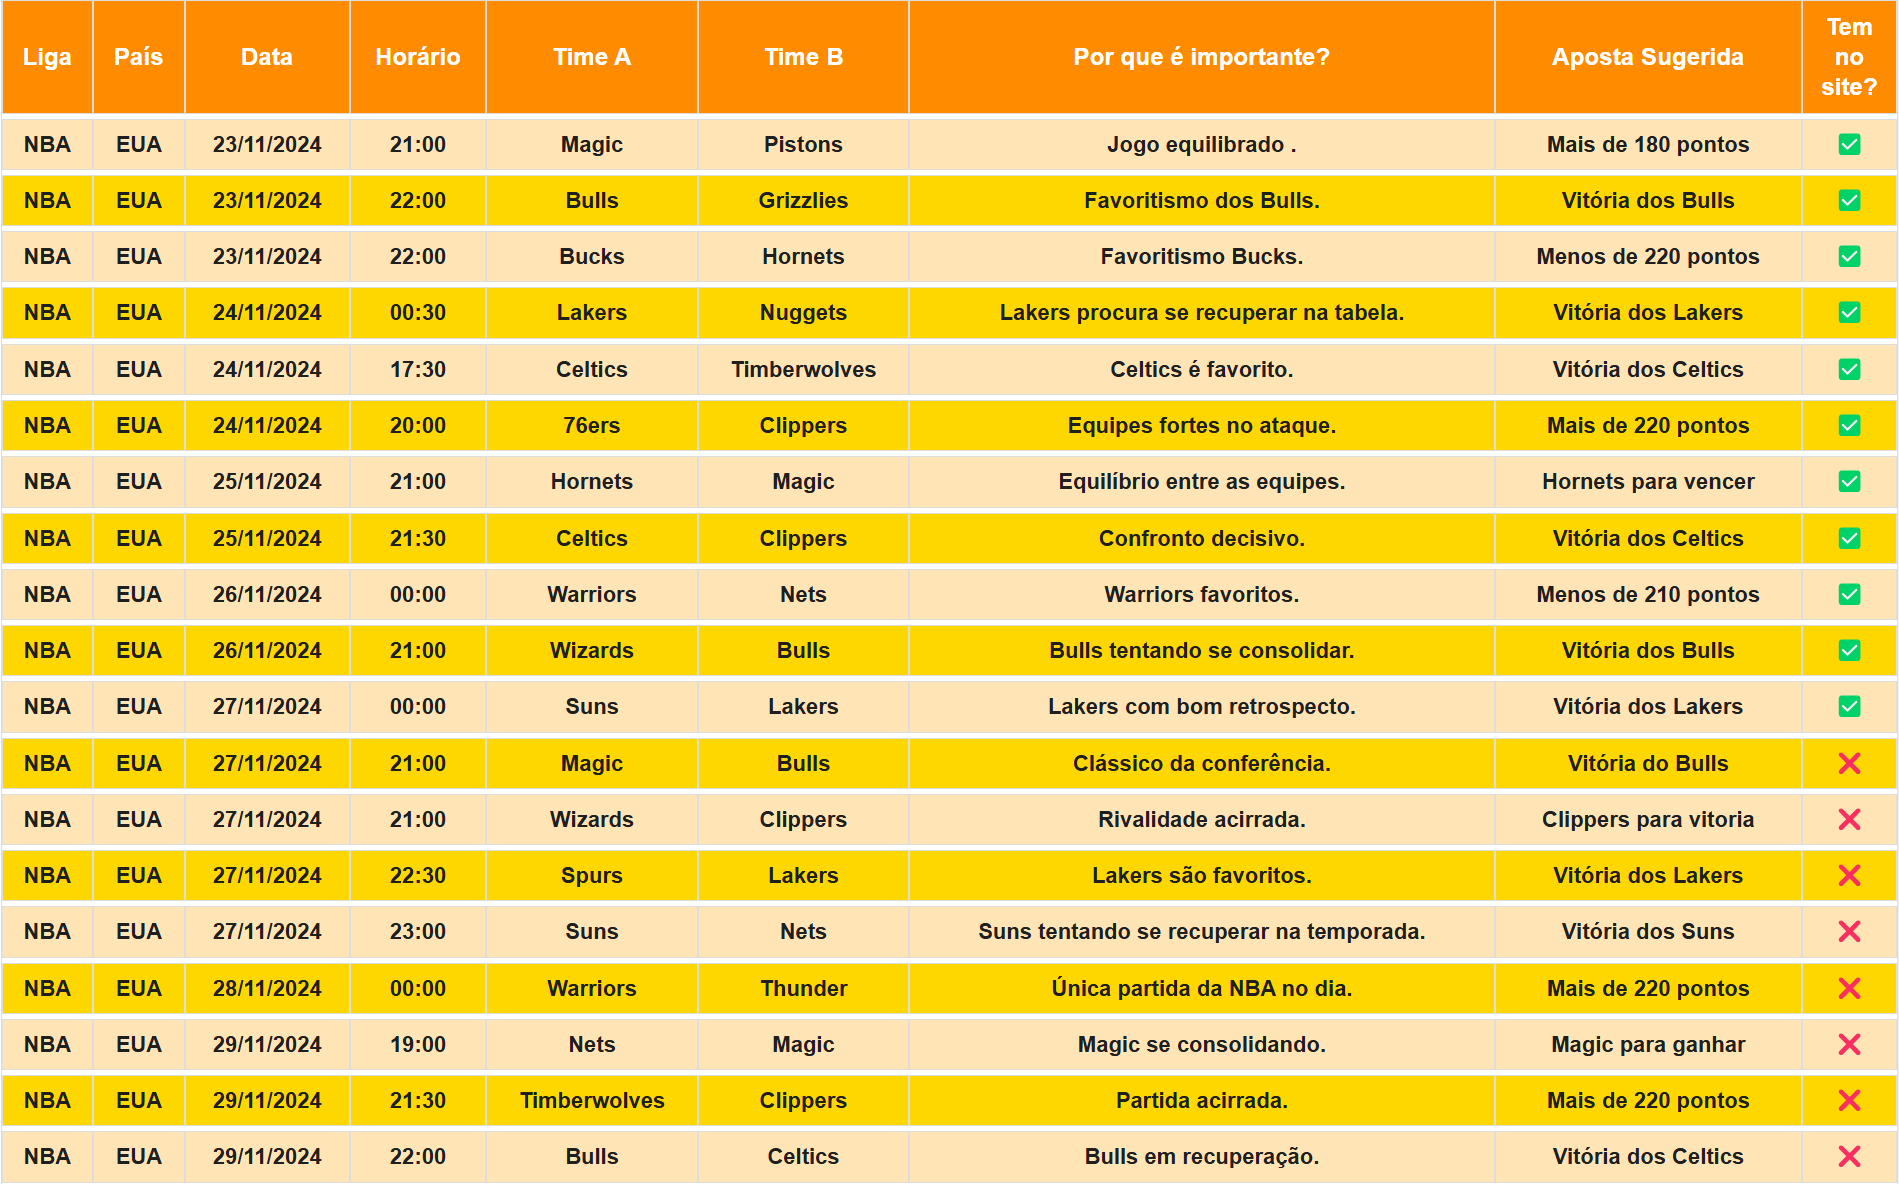 Liga País Data Horário Time A Time B Por que é importante? Aposta Sugerida Tem no site?
NBA EUA 23/11/2024 21:00 Magic Pistons Jogo equilibrado . Mais de 180 pontos ✅
NBA EUA 23/11/2024 22:00 Bulls Grizzlies Favoritismo dos Bulls. Vitória dos Bulls ✅
NBA EUA 23/11/2024 22:00 Bucks Hornets Favoritismo Bucks. Menos de 220 pontos ✅
NBA EUA 24/11/2024 00:30 Lakers Nuggets Lakers procura se recuperar na tabela. Vitória dos Lakers ✅
NBA EUA 24/11/2024 17:30 Celtics Timberwolves Celtics é favorito. Vitória dos Celtics ✅
NBA EUA 24/11/2024 20:00 76ers Clippers Equipes fortes no ataque. Mais de 220 pontos ✅
NBA EUA 25/11/2024 21:00 Hornets Magic Equilíbrio entre as equipes. Hornets para vencer ✅
NBA EUA 25/11/2024 21:30 Celtics Clippers Confronto decisivo. Vitória dos Celtics ✅
NBA EUA 26/11/2024 00:00 Warriors Nets Warriors favoritos. Menos de 210 pontos ✅
NBA EUA 26/11/2024 21:00 Wizards Bulls Bulls tentando se consolidar. Vitória dos Bulls ✅
NBA EUA 27/11/2024 00:00 Suns Lakers Lakers com bom retrospecto. Vitória dos Lakers ✅
NBA EUA 27/11/2024 21:00 Magic Bulls Clássico da conferência. Vitória do Bulls ❌
NBA EUA 27/11/2024 21:00 Wizards Clippers Rivalidade acirrada. Clippers para vitoria ❌
NBA EUA 27/11/2024 22:30 Spurs Lakers Lakers são favoritos. Vitória dos Lakers ❌
NBA EUA 27/11/2024 23:00 Suns Nets Suns tentando se recuperar na temporada. Vitória dos Suns ❌
NBA EUA 28/11/2024 00:00 Warriors Thunder Única partida da NBA no dia. Mais de 220 pontos ❌
NBA EUA 29/11/2024 19:00 Nets Magic Magic se consolidando. Magic para ganhar ❌
NBA EUA 29/11/2024 21:30 Timberwolves Clippers Partida acirrada. Mais de 220 pontos ❌
NBA EUA 29/11/2024 22:00 Bulls Celtics Bulls em recuperação. Vitória dos Celtics ❌